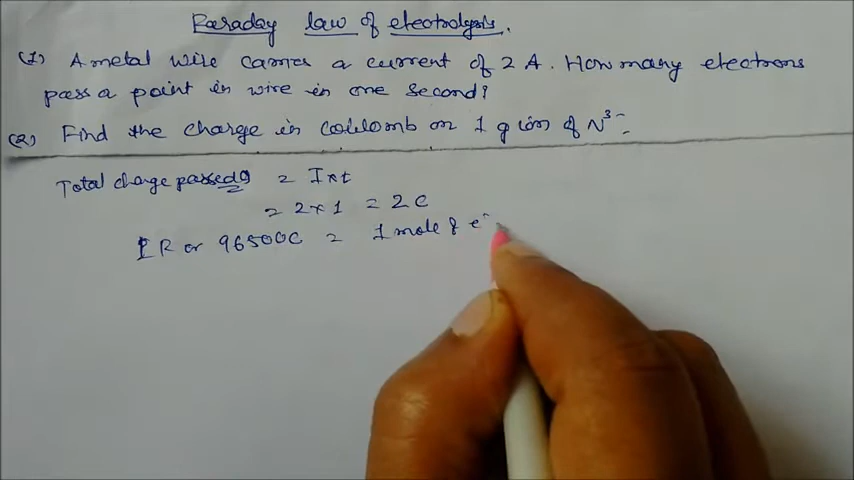 Faraday law of electrolysis.
(1) A metal wire carries a current of 2 A. How many electrons
pass a point in wire in one second?
(2) Find the charge in coulomb on 1 g ion of N³⁻
Total charge passed = I×t
= 2×1 = 2C
1 F or 96500C = 1 mole of e⁻